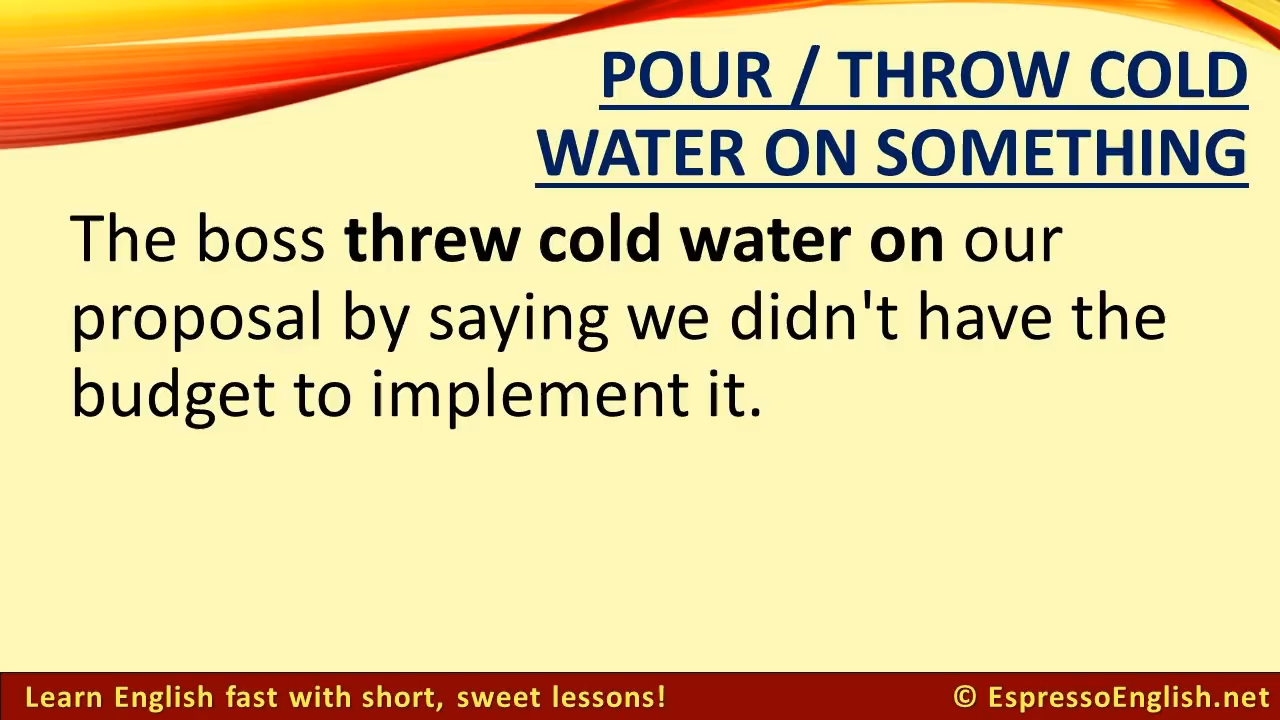 POUR / THROW COLD
WATER ON SOMETHING
The boss threw cold water on our
proposal by saying we didn't have the
budget to implement it.
Learn English fast with short, sweet lessons!
© EspressoEnglish.net